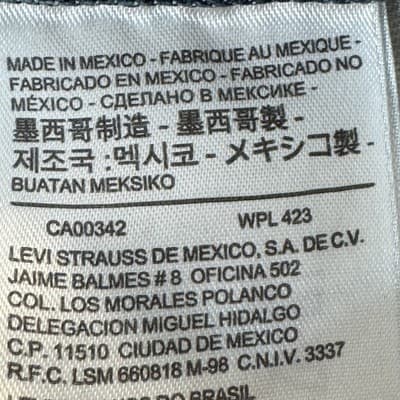 MADE IN MEXICO - FABRIQUE AU MEXIQUE -
FABRICADO EN MEXICO - FABRICADO NO
MÉXICO - СДЕЛАНО В МЕКСИКЕ -
墨西哥制造 - 墨西哥製 -
제조국 :멕시코 - メキシコ製 -
BUATAN MEKSIKO
CA00342 WPL 423
LEVI STRAUSS DE MEXICO, S.A. DE C.V.
JAIME BALMES # 8 OFICINA 502
COL. LOS MORALES POLANCO
DELEGACION MIGUEL HIDALGO
C.P. 11510 CIUDAD DE MEXICO
R.F.C. LSM 660818 M-98 C.N.I.V. 3337
DO BRASIL